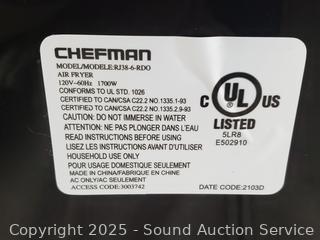 CHEFMAN
MODEL/MODELE:RJ38-6-RDO
AIR FRYER
120V~60Hz 1700W
CONFORMS TO UL STD. 1026
CERTIFIED TO CAN/CSA C22.2 NO.1335.1-93
CERTIFIED TO CAN/CSA C22.2 NO.1335.2.9-93
CAUTION: DO NOT IMMERSE IN WATER
ATTENTION: NE PAS PLONGER DANS L'EAU
READ INSTRUCTIONS BEFORE USING
LISEZ LES INSTRUCTIONS AVANT D'UTILISER
HOUSEHOLD USE ONLY
POUR USAGE DOMESTIQUE SEULEMENT
MADE IN CHINA/FABRIQUE EN CHINE
AC ONLY/AC SEULEMENT
ACCESS CODE:3003742
C UL US
®
LISTED
5LR8
E502910
DATE CODE:2103D
Copyright 2025 - Sound Auction Service